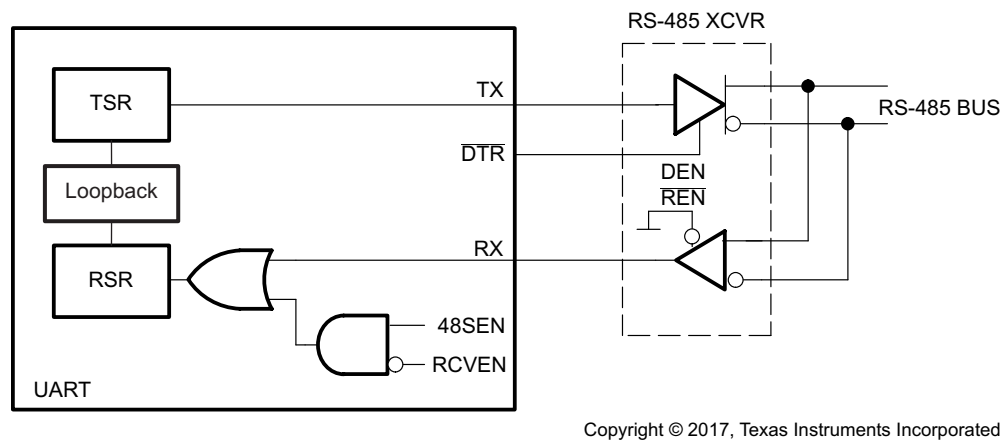 RS-485 XCVR
TSR
TX
RS-485 BUS
DTR
DEN
Loopback
REN
RX
RSR
48SEN
RCVEN
UART
Copyright © 2017, Texas Instruments Incorporated